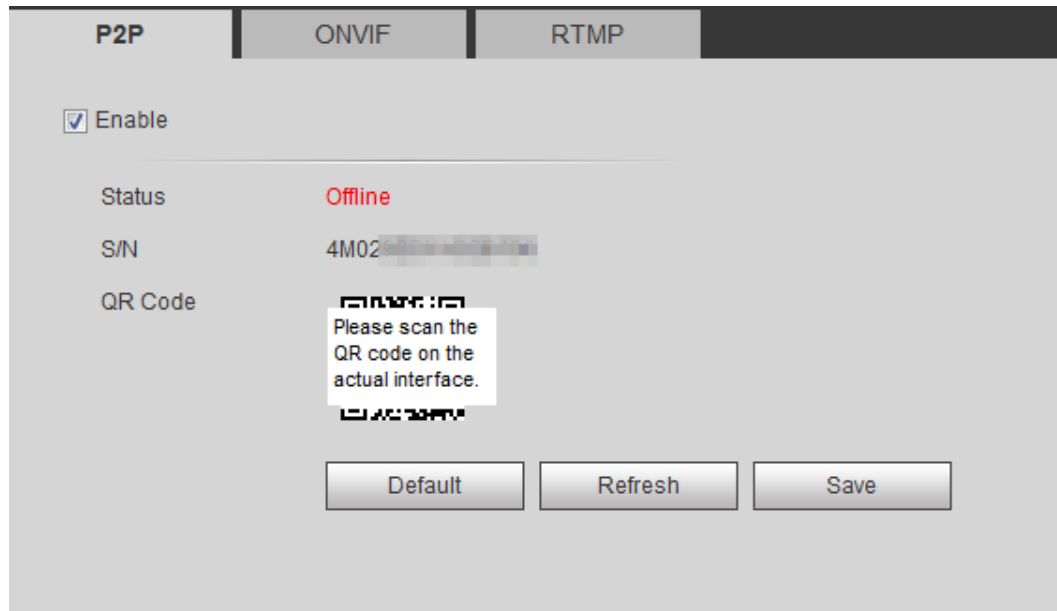 P2P ONVIF RTMP
Enable
Status Offline
S/N 4M02
QR Code
Please scan the
QR code on the
actual interface.
Default Refresh Save